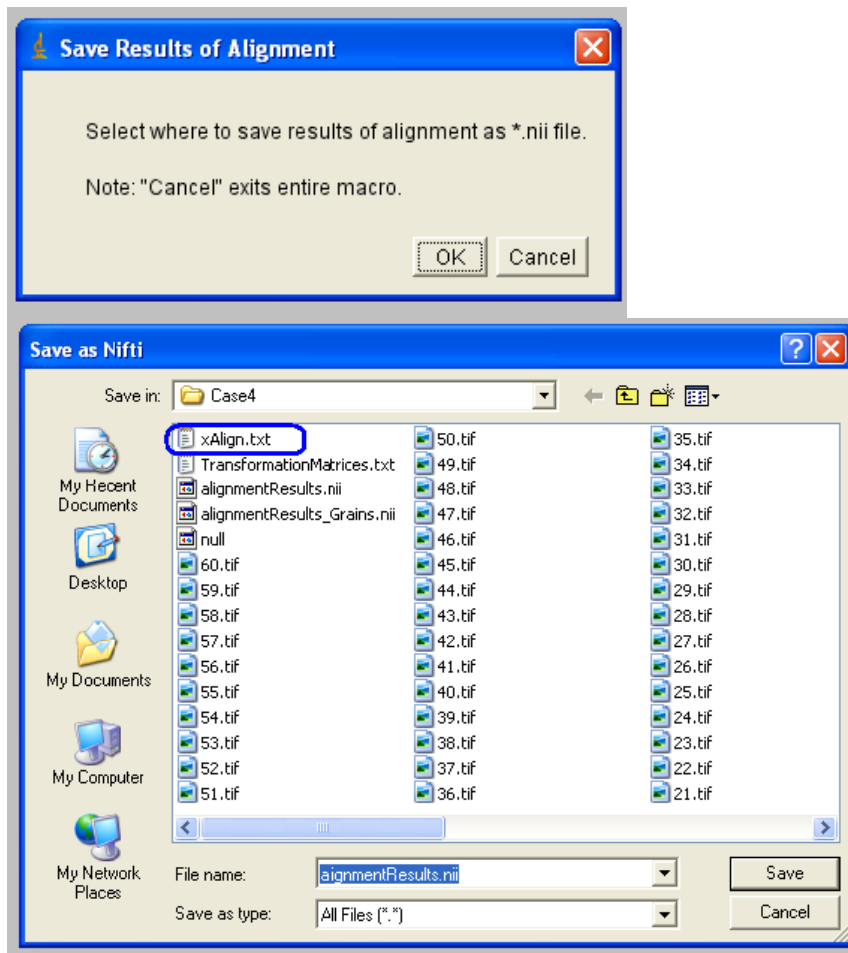 Save Results of Alignment
Select where to save results of alignment as *.nii file.
Note: "Cancel" exits entire macro.
OK Cancel
Save as Nifti
Save in: Case4
My Recent
Documents
Desktop
My Documents
My Computer
My Network
Places
xAlign.txt
TransformationMatrices.txt
alignmentResults.nii
alignmentResults_Grains.nii
null
60.tif
59.tif
58.tif
57.tif
56.tif
55.tif
54.tif
53.tif
52.tif
51.tif
50.tif
49.tif
48.tif
47.tif
46.tif
45.tif
44.tif
43.tif
42.tif
41.tif
40.tif
39.tif
38.tif
37.tif
36.tif
35.tif
34.tif
33.tif
32.tif
31.tif
30.tif
29.tif
28.tif
27.tif
26.tif
25.tif
24.tif
23.tif
22.tif
21.tif
File name: aignmentResults.nii Save
Save as type: All Files (*.*) Cancel